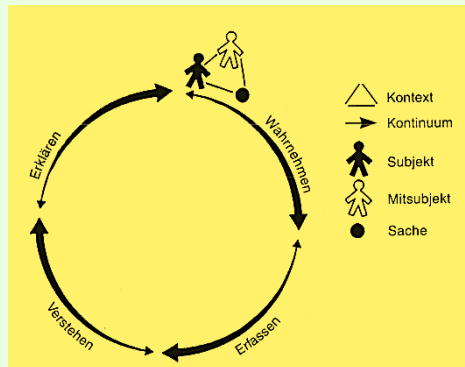 Wahrnehmen
Erfassen
Verstehen
Erklären
Kontext
Kontinuum
Subjekt
Mitsubjekt
Sache